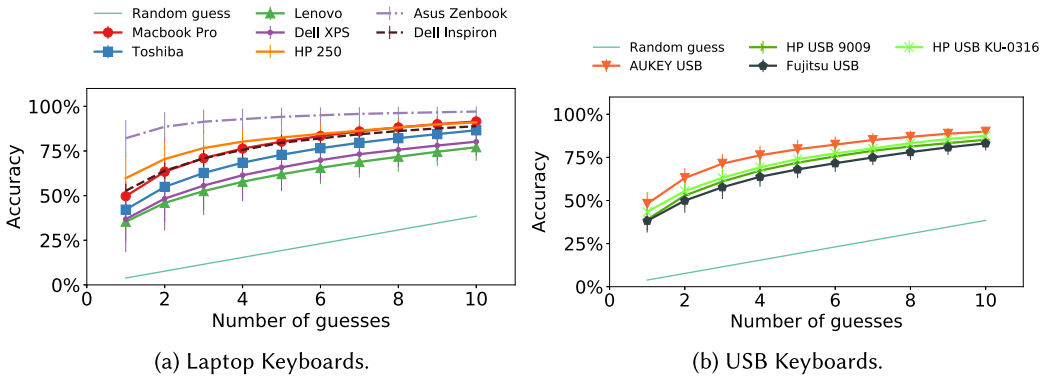 Random guess
Macbook Pro
Toshiba
Lenovo
Dell XPS
HP 250
Asus Zenbook
Dell Inspiron
100%
75%
50%
25%
0%
Accuracy
0 2 4 6 8 10
Number of guesses
(a) Laptop Keyboards.
Random guess
AUKEY USB
HP USB 9009
Fujitsu USB
HP USB KU-0316
100%
75%
50%
25%
0%
Accuracy
0 2 4 6 8 10
Number of guesses
(b) USB Keyboards.